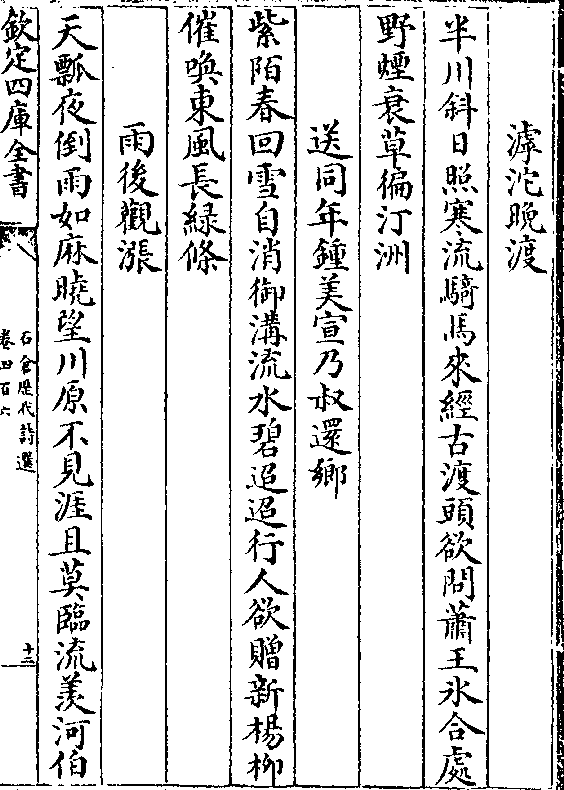 滹沱晚渡
半川斜日照寒流騎馬來經古渡頭欲問蕭王氷合處
野煙衰草徧汀洲
送同年鍾美宣乃叔還鄉
紫陌春回雪自消御溝流水碧迢迢行人欲贈新楊柳
催喚東風長緑條
雨後觀漲
天瓢夜倒雨如麻曉望川原不見涯且莫臨流羨河伯
欽定四庫全書
石倉歴代詩選
卷四百六
十三